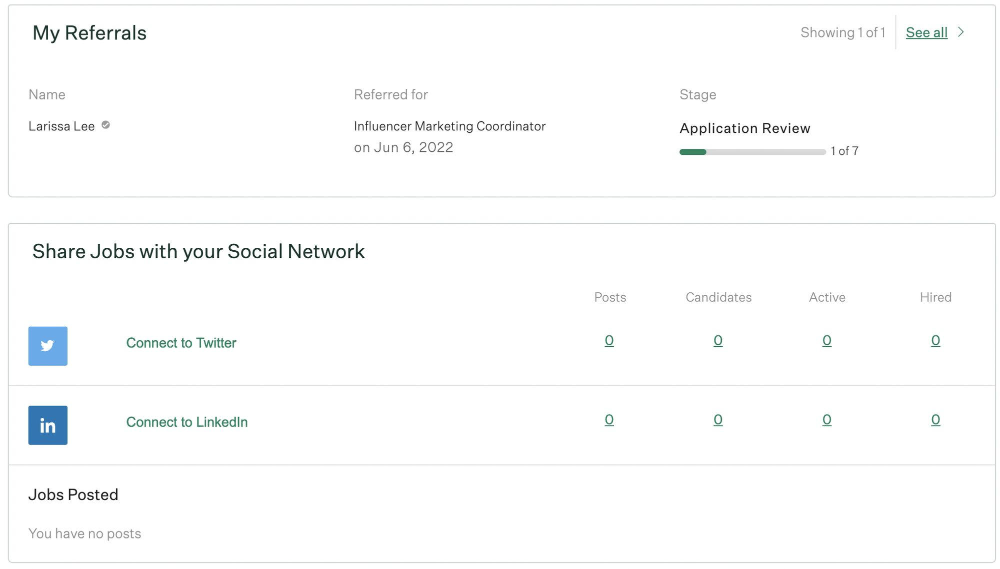 My Referrals
Showing 1 of 1
See all
Name
Referred for
Stage
Larissa Lee
Influencer Marketing Coordinator
on Jun 6, 2022
Application Review
1 of 7
Share Jobs with your Social Network
Posts
Candidates
Active
Hired
Connect to Twitter
0
0
0
0
in
Connect to LinkedIn
0
0
0
0
Jobs Posted
You have no posts